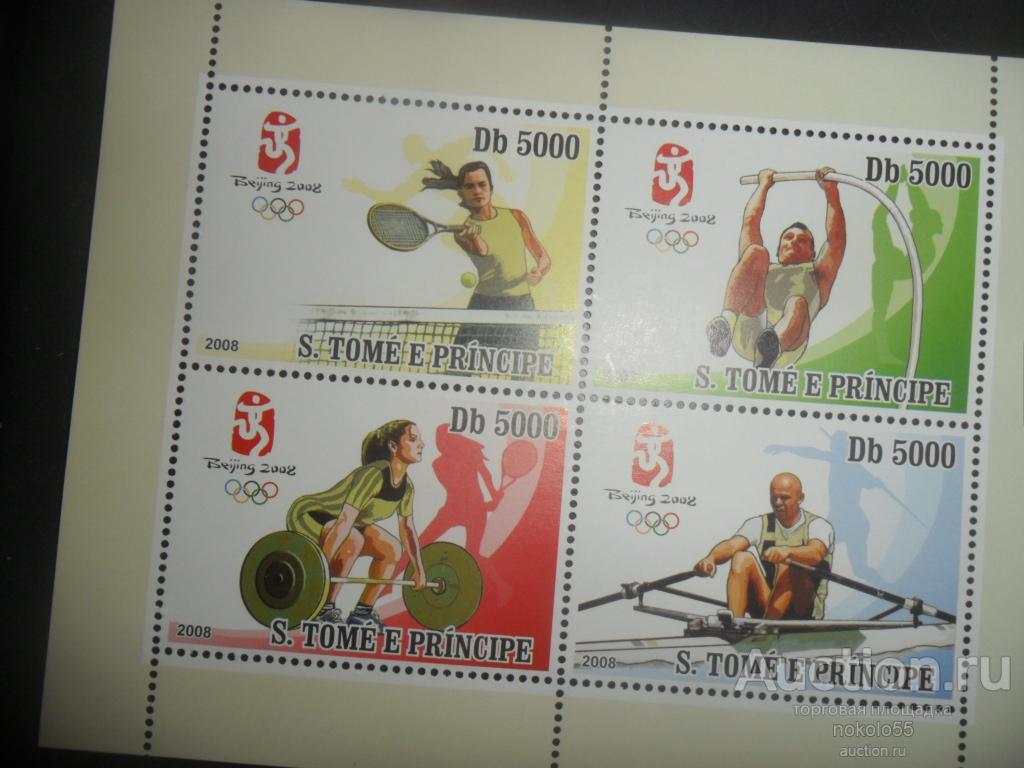 Db 5000
Beijing 2008
2008
S. TOMÉ E PRÍNCIPE
Db 5000
Beijing 2008
S. TOMÉ E PRÍNCIPE
Db 5000
Beijing 2008
2008
S. TOMÉ E PRÍNCIPE
Db 5000
Beijing 2008
2008
S. TOMÉ E PRÍNCIPE
Auction.ru
торговая площадка
nokolo55
auction.ru